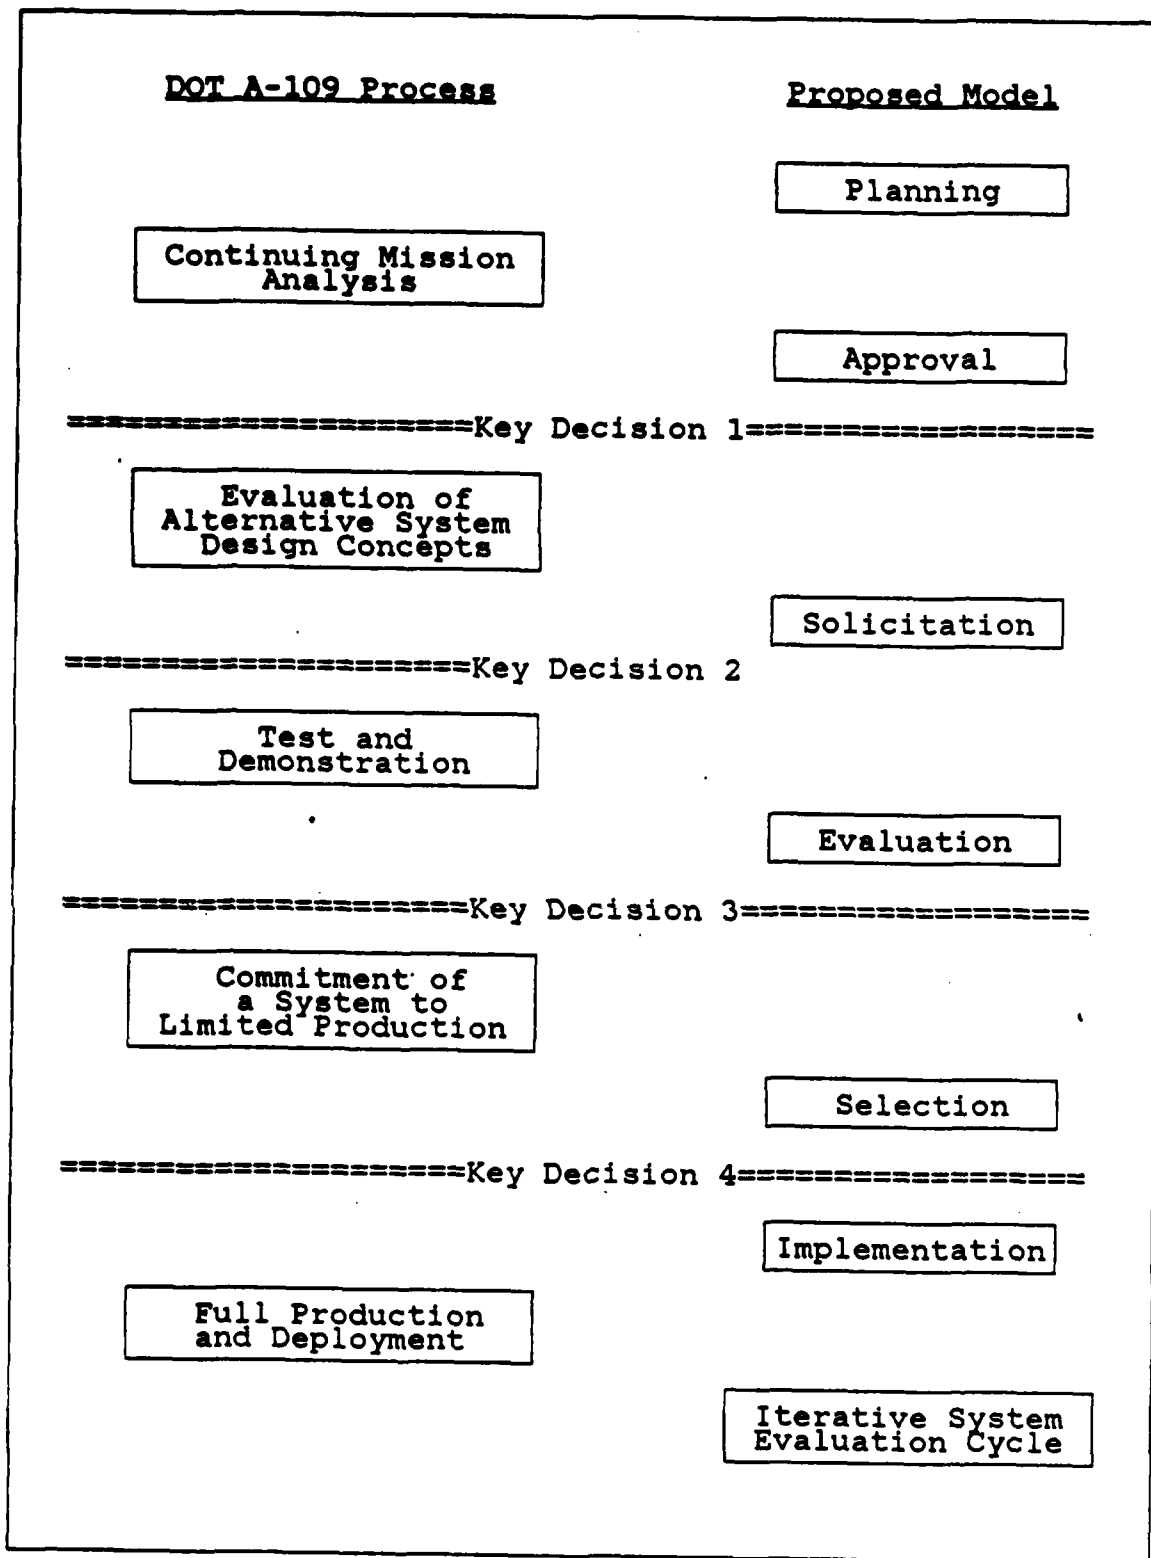 DOT A-109 Process
Proposed Model
Planning
Continuing Mission
Analysis
Approval
=====================Key Decision 1==================
Evaluation of
Alternative System
Design Concepts
Solicitation
=====================Key Decision 2
Test and
Demonstration
Evaluation
=====================Key Decision 3==================
Commitment of
a System to
Limited Production
Selection
=====================Key Decision 4==================
Implementation
Full Production
and Deployment
Iterative System
Evaluation Cycle